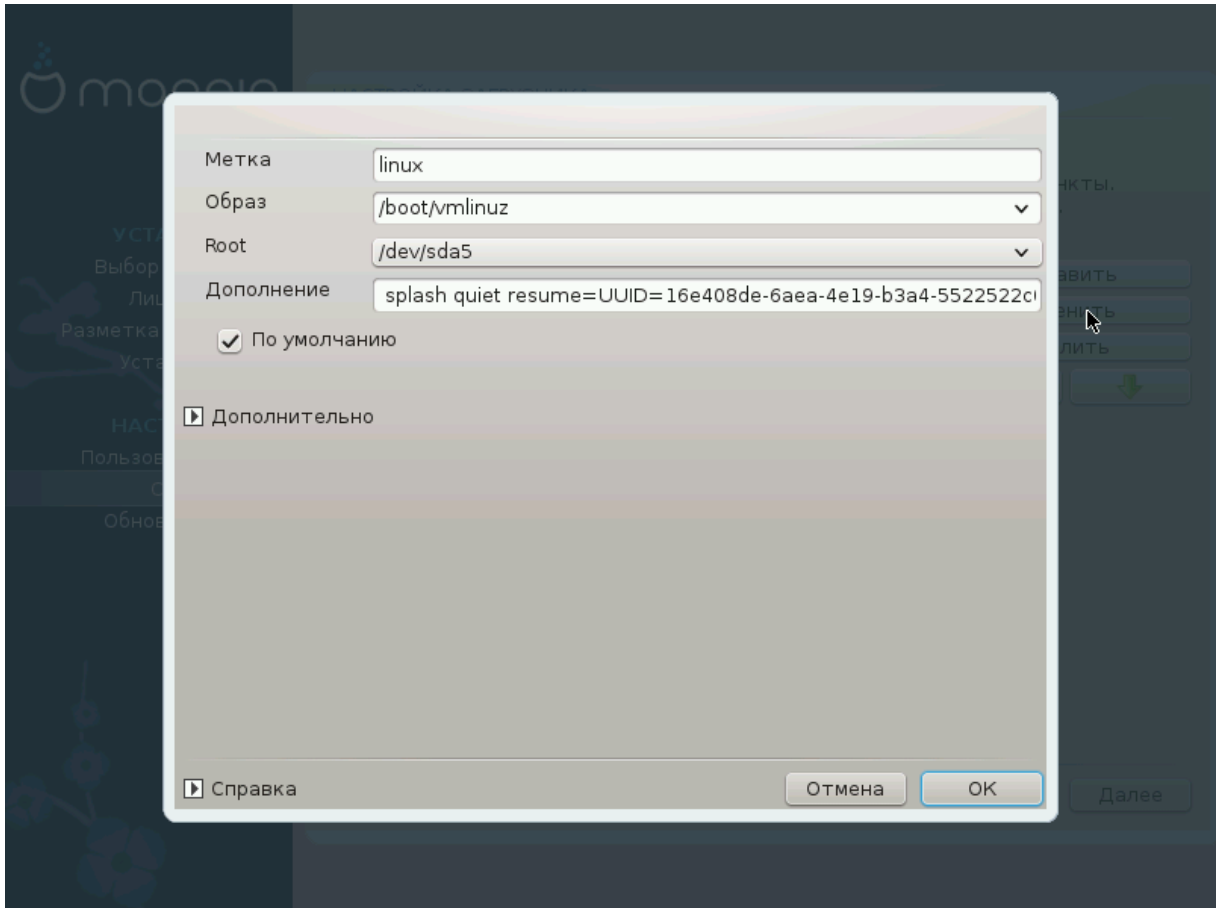 Метка
linux
Образ
/boot/vmlinuz
Root
/dev/sda5
Дополнение
splash quiet resume=UUID=16e408de-6aea-4e19-b3a4-5522522c
По умолчанию
Дополнительно
Справка
Отмена
OK
Выбор
Далее